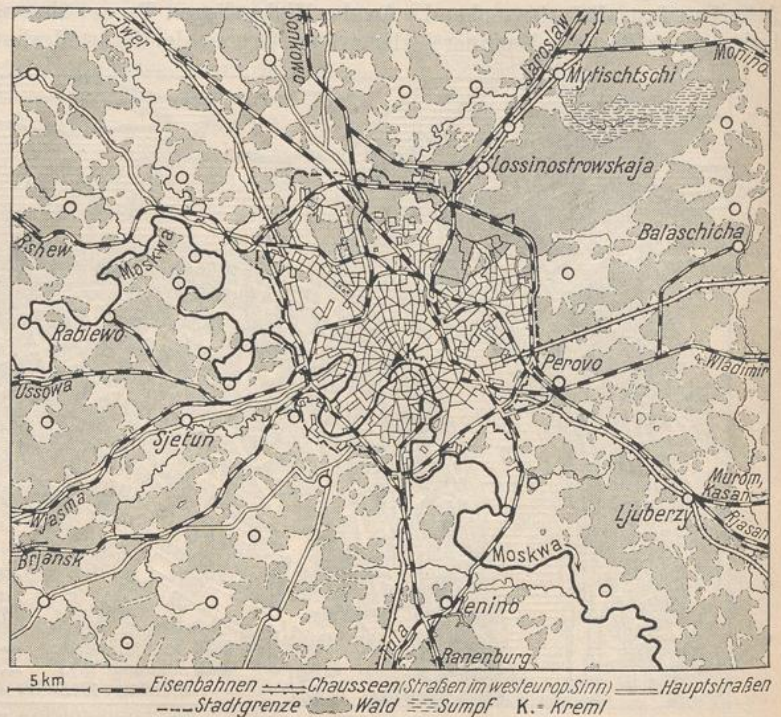 Twer
Sonkowo
Jaroslaw
Mytischtschi
Monino
Lossinostrowskaja
Balaschicha
Rshew
Moskwa
Rablewo
K.
Perovo
Wladimir
Ussowa
Sjetun
Wjasma
Murom,
Kasan
Ljuberzy
Rjasan
Brjansk
Moskwa
Lenino
Tula
Ranenburg
5 km Eisenbahnen Chausseen (Straßen im westeurop. Sinn) Hauptstraßen
Stadtgrenze Wald Sumpf K. = Kreml